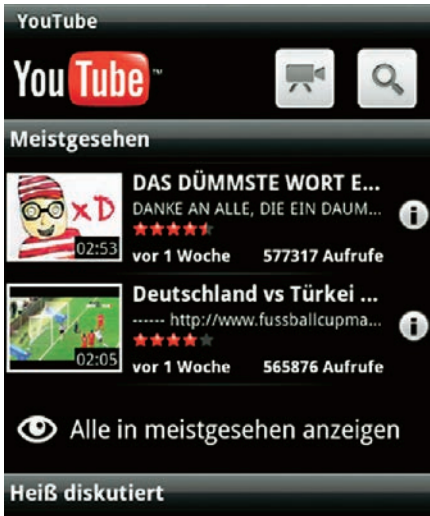 YouTube
YouTube™
Meistgesehen
xD
02:53
DAS DÜMMSTE WORT E...
DANKE AN ALLE, DIE EIN DAUM...
vor 1 Woche 577317 Aufrufe
02:05
Deutschland vs Türkei ...
------ http://www.fussballcupma...
vor 1 Woche 565876 Aufrufe
Alle in meistgesehen anzeigen
Heiß diskutiert